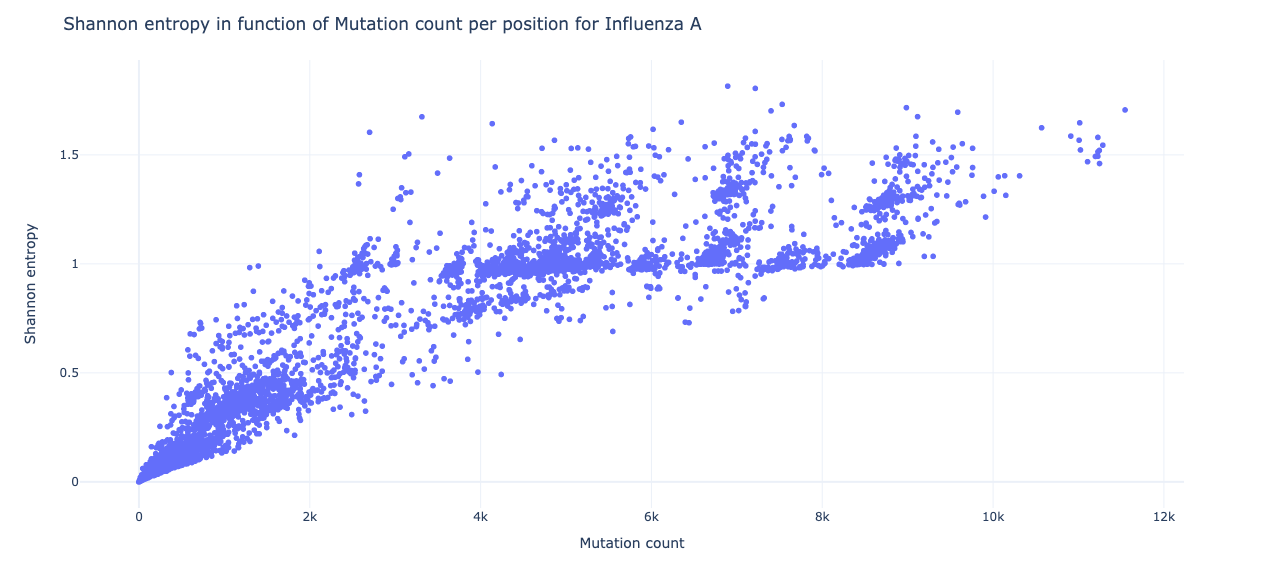 Shannon entropy in function of Mutation count per position for Influenza A
Shannon entropy
1.5
1
0.5
0
0
2k
4k
6k
8k
10k
12k
Mutation count